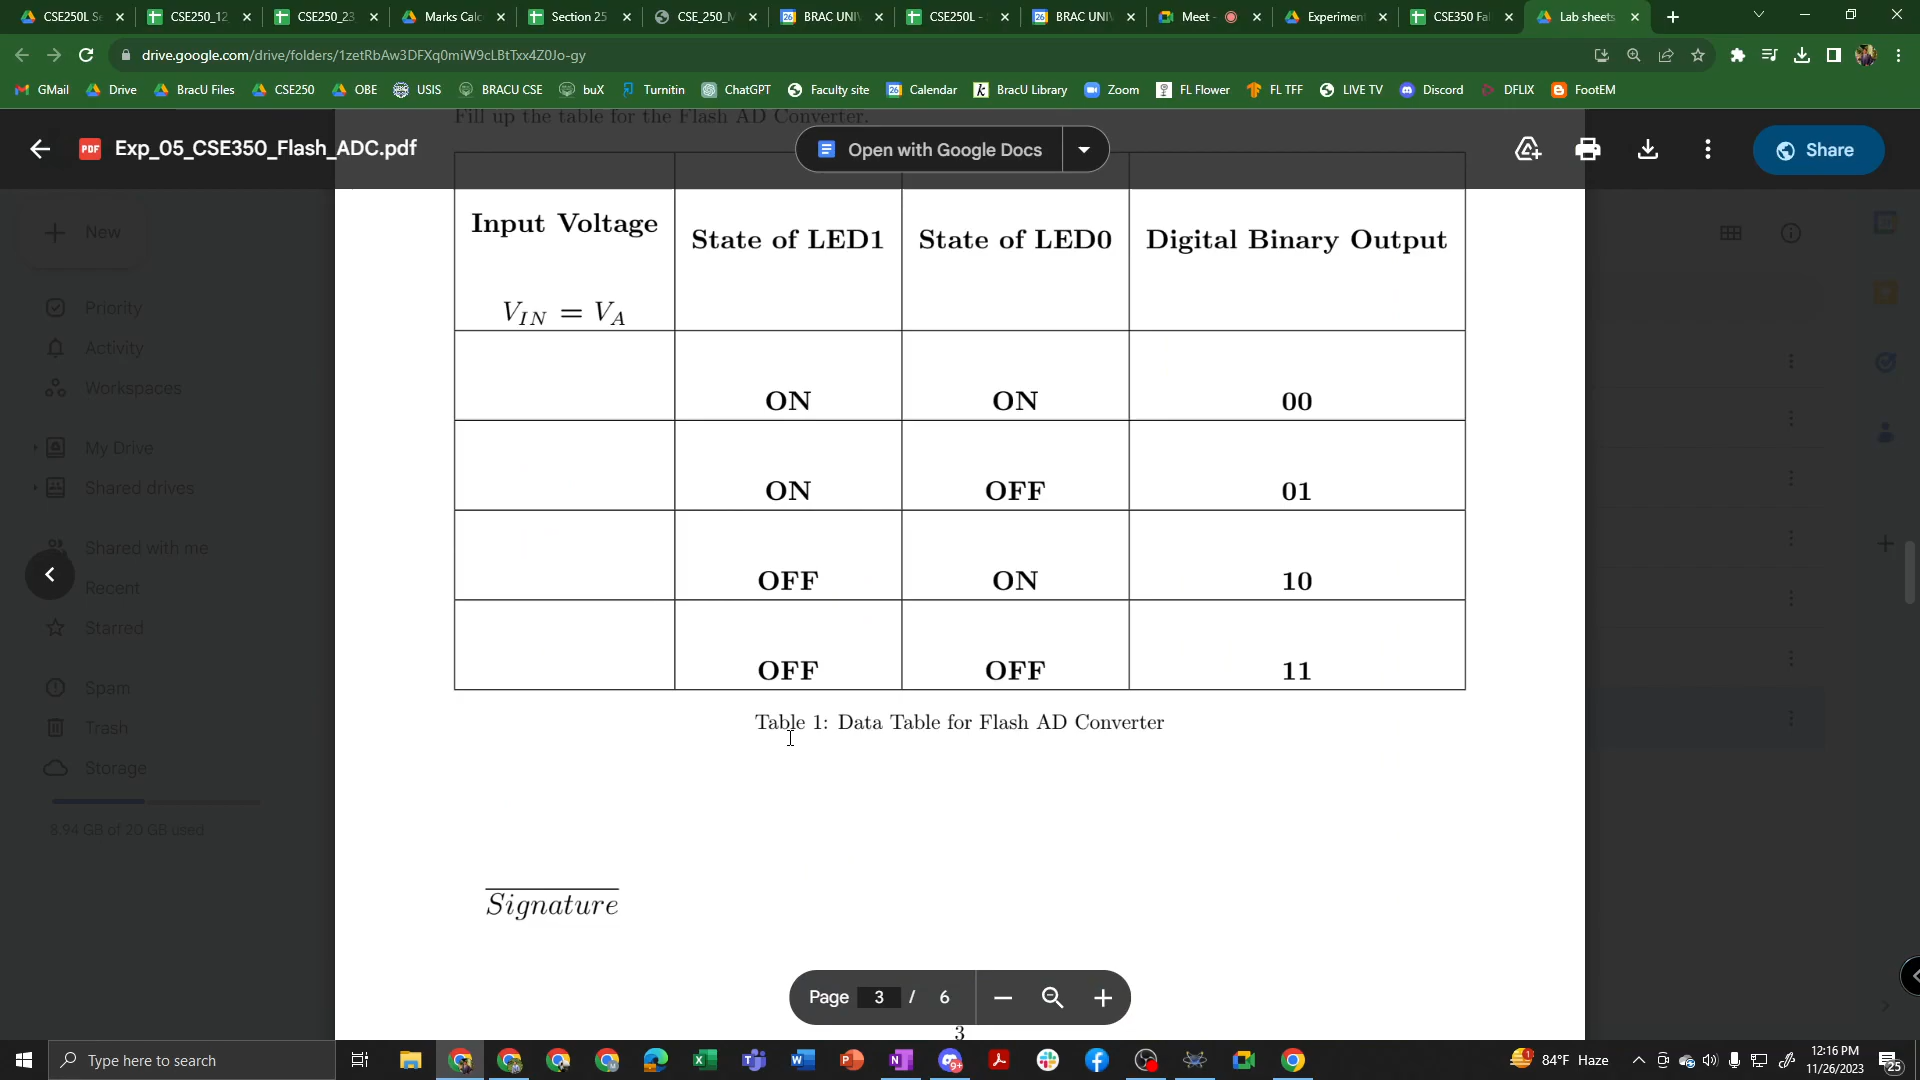 CSE250L Se
CSE250_12
CSE250_23
Marks Calc
Section 25
CSE_250_M
BRAC UNIV
CSE250L -
BRAC UNIV
Meet -
Experiment
CSE350 Fal
Lab sheets
drive.google.com/drive/folders/1zetRbAw3DFXq0miW9cLBtTxx4Z0Jo-gy
GMail
Drive
BracU Files
CSE250
OBE
USIS
BRACU CSE
buX
Turnitin
ChatGPT
Faculty site
Calendar
BracU Library
Zoom
FL Flower
FL TFF
LIVE TV
Discord
DFLIX
FootEM
Fill up the table for the Flash AD Converter.
PDF
Exp_05_CSE350_Flash_ADC.pdf
Open with Google Docs
Share
New
Priority
Activity
Workspaces
My Drive
Shared drives
Shared with me
Recent
Starred
Spam
Trash
Storage
8.94 GB of 20 GB used
Input Voltage
V_IN = V_A
State of LED1
State of LED0
Digital Binary Output
ON ON 00
ON OFF 01
OFF ON 10
OFF OFF 11
Table 1: Data Table for Flash AD Converter
Signature
Page 3 / 6
3
Type here to search
9+
84°F Haze
12:16 PM
11/26/2023
25